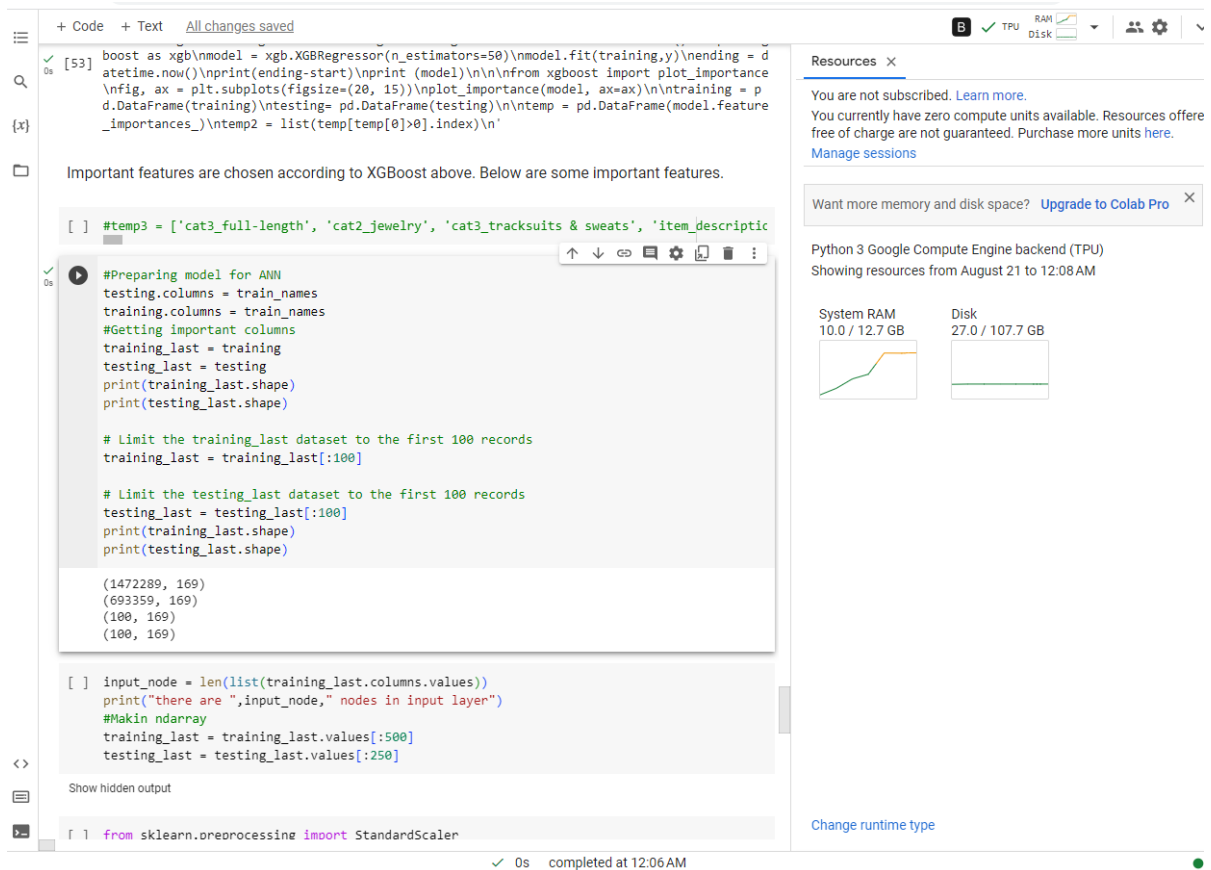 + Code + Text All changes saved
B TPU RAM Disk
[53] boost as xgb\nmodel = xgb.XGBRegressor(n_estimators=50)\nmodel.fit(training,y)\nending = d
0s
atetime.now()\nprint(ending-start)\nprint (model)\n\n\nfrom xgboost import plot_importance
\nfig, ax = plt.subplots(figsize=(20, 15))\nplot_importance(model, ax=ax)\n\ntraining = p
{x}
d.DataFrame(training)\ntesting= pd.DataFrame(testing)\n\ntemp = pd.DataFrame(model.feature
_importances_)\ntemp2 = list(temp[temp[0]>0].index)\n'
Important features are chosen according to XGBoost above. Below are some important features.
[ ] #temp3 = ['cat3_full-length', 'cat2_jewelry', 'cat3_tracksuits & sweats', 'item_descriptic
0s
#Preparing model for ANN
testing.columns = train_names
training.columns = train_names
#Getting important columns
training_last = training
testing_last = testing
print(training_last.shape)
print(testing_last.shape)
# Limit the training_last dataset to the first 100 records
training_last = training_last[:100]
# Limit the testing_last dataset to the first 100 records
testing_last = testing_last[:100]
print(training_last.shape)
print(testing_last.shape)
(1472289, 169)
(693359, 169)
(100, 169)
(100, 169)
[ ] input_node = len(list(training_last.columns.values))
print("there are ",input_node," nodes in input layer")
#Makin ndarray
training_last = training_last.values[:500]
testing_last = testing_last.values[:250]
Show hidden output
[ ] from sklearn.preprocessing import StandardScaler
Resources
You are not subscribed. Learn more.
You currently have zero compute units available. Resources offere
free of charge are not guaranteed. Purchase more units here.
Manage sessions
Want more memory and disk space? Upgrade to Colab Pro
Python 3 Google Compute Engine backend (TPU)
Showing resources from August 21 to 12:08 AM
System RAM
10.0 / 12.7 GB
Disk
27.0 / 107.7 GB
Change runtime type
0s completed at 12:06 AM